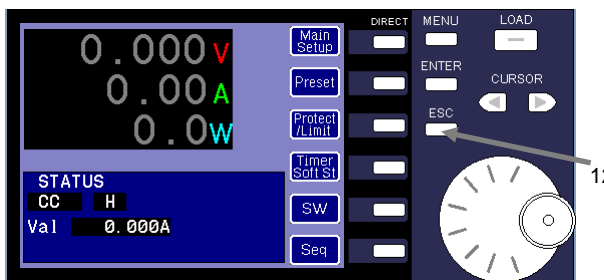 DIRECT
MENU
LOAD
0.000V
0.00A
0.0W
Main
Setup
Preset
Protect
/Limit
Timer
Soft St
SW
Seq
ENTER
CURSOR
ESC
12
STATUS
CC H
Val 0.000A